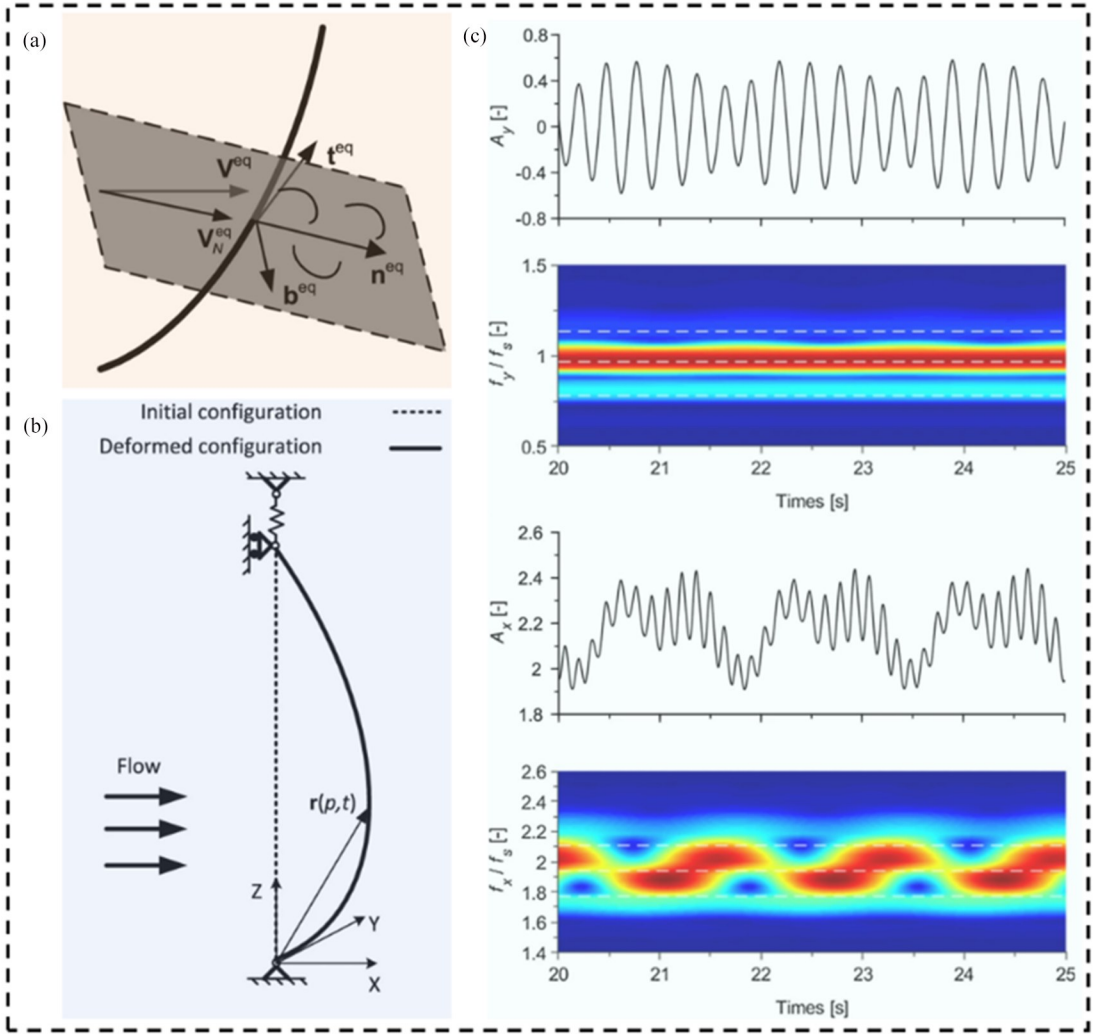 (a)
V^eq
t^eq
V_N^eq
n^eq
b^eq
(b)
Initial configuration
Deformed configuration
Flow
r(p,t)
Z
Y
X
(c)
A_y [-]
0.8
0.4
0
-0.4
-0.8
f_y / f_s [-]
1.5
1
0.5
20 21 22 23 24 25
Times [s]
A_x [-]
2.6
2.4
2.2
2
1.8
f_x / f_s [-]
2.6
2.4
2.2
2
1.8
1.6
1.4
20 21 22 23 24 25
Times [s]